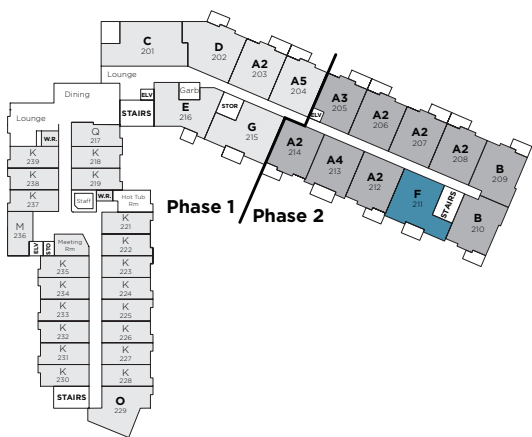 C
201
D
202
A2
203
A5
204
A3
205
A2
206
A2
207
A2
208
B
209
B
210
F
211
STAIRS
A2
212
A4
213
A2
214
ELV
G
215
STOR
E
216
Garb
ELV
STAIRS
Lounge
Dining
Lounge
W.R.
Q
217
K
218
K
219
Staff
W.R.
Hot Tub
Rm
K
239
K
238
K
237
M
236
ELV
STO
Meeting
Rm
K
221
K
222
K
223
K
224
K
225
K
226
K
227
K
228
O
229
K
235
K
234
K
233
K
232
K
231
K
230
STAIRS
Phase 1
Phase 2